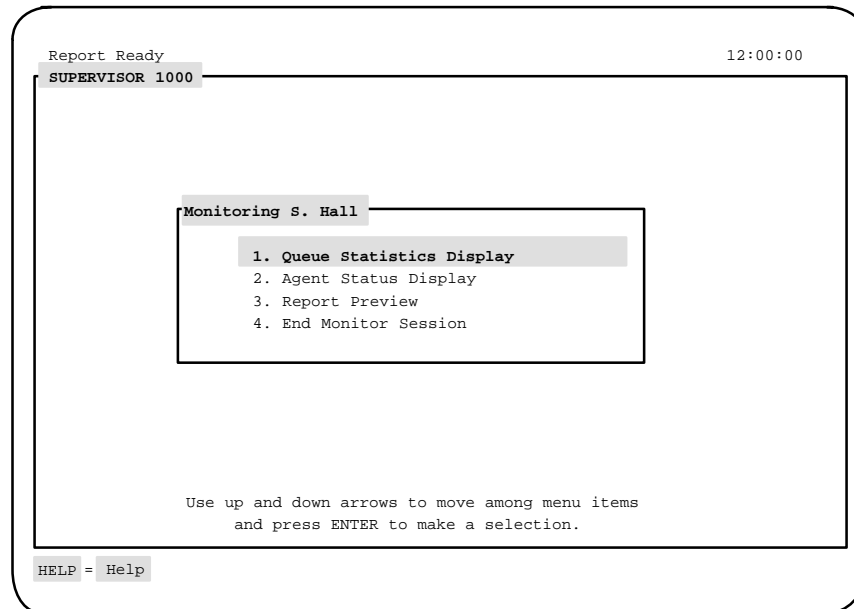 Report Ready 12:00:00
SUPERVISOR 1000
Monitoring S. Hall
1. Queue Statistics Display
2. Agent Status Display
3. Report Preview
4. End Monitor Session
Use up and down arrows to move among menu items
and press ENTER to make a selection.
HELP = Help